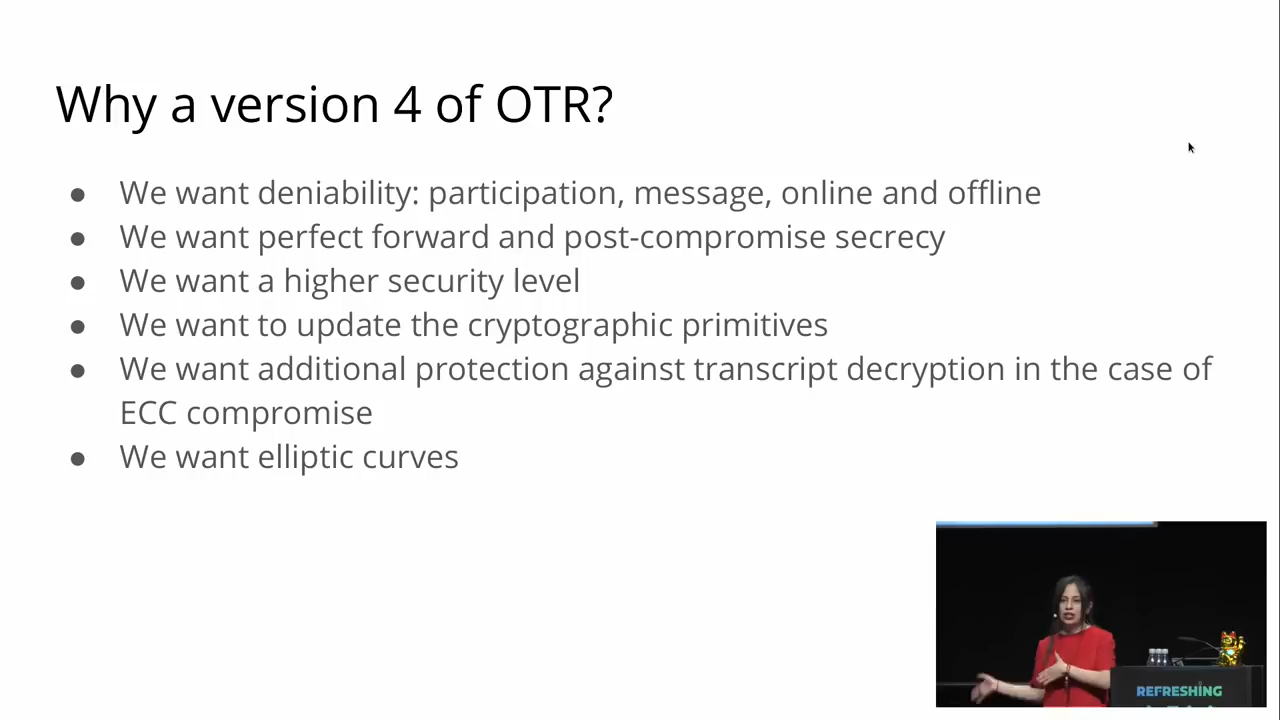 Why a version 4 of OTR?
● We want deniability: participation, message, online and offline
● We want perfect forward and post-compromise secrecy
● We want a higher security level
● We want to update the cryptographic primitives
● We want additional protection against transcript decryption in the case of
ECC compromise
● We want elliptic curves
REFRESHING